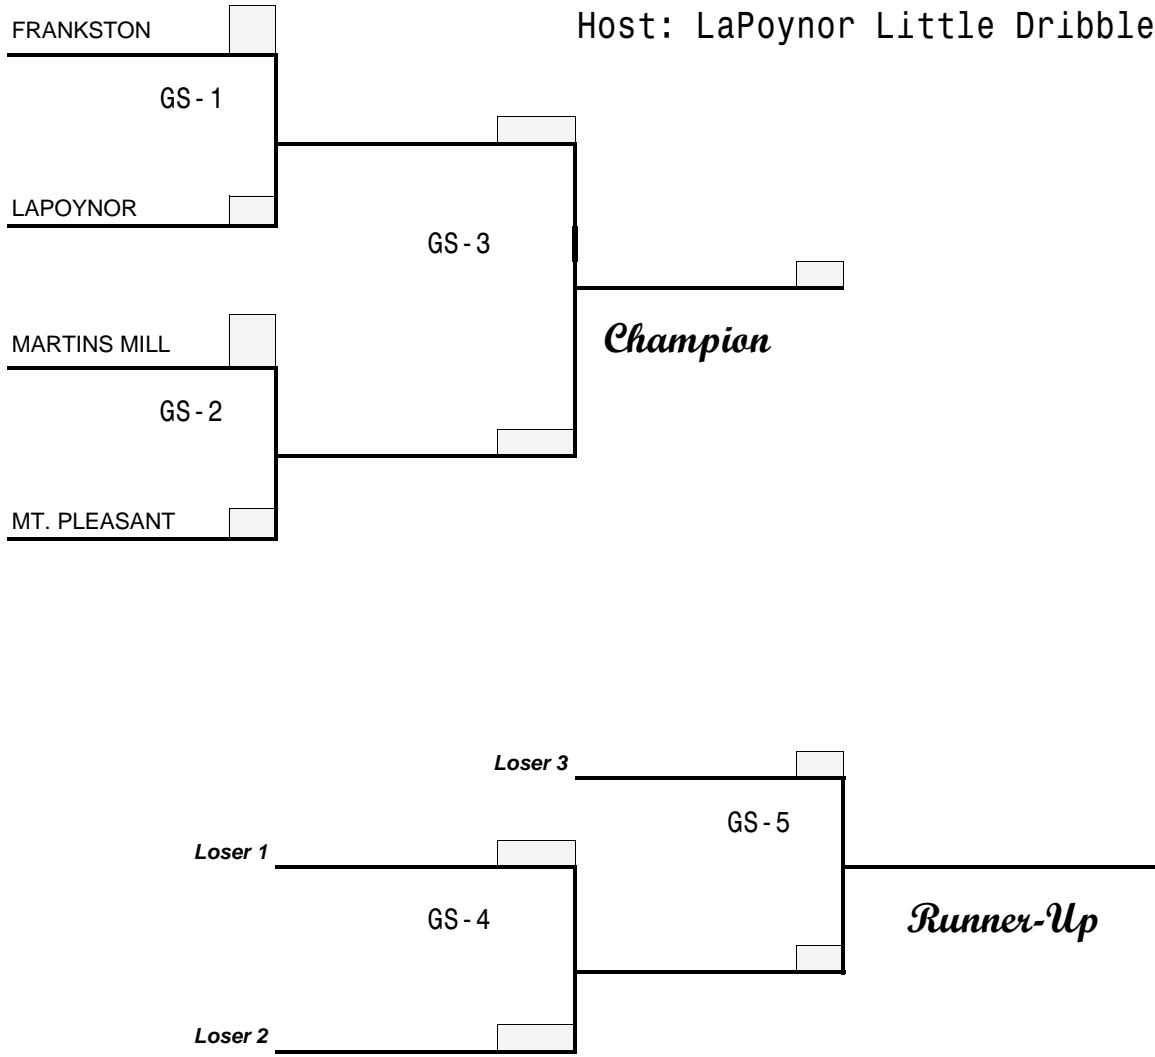 Host: LaPoynor Little Dribble
FRANKSTON
GS-1
LAPOYNOR
GS-3
MARTINS MILL
Champion
GS-2
MT. PLEASANT
Loser 3
GS-5
Loser 1
GS-4
Runner-Up
Loser 2